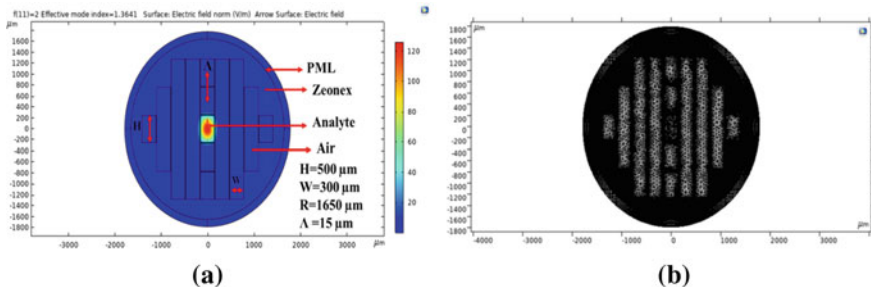 f(11)=2 Effective mode index=1.3641 Surface: Electric field norm (V/m) Arrow Surface: Electric field
μm
1800
1600
1400
1200
1000
800
600
400
200
0
-200
-400
-600
-800
-1000
-1200
-1400
-1600
-1800
-3000 -2000 -1000 0 1000 2000 3000 μm
Λ
H
W
PML
Zeonex
Analyte
Air
H=500 μm
W=300 μm
R=1650 μm
Λ =15 μm
120
100
80
60
40
20
0
(a)
μm
1800
1600
1400
1200
1000
800
600
400
200
0
-200
-400
-600
-800
-1000
-1200
-1400
-1600
-1800
-4000 -3000 -2000 -1000 0 1000 2000 3000 μm
(b)